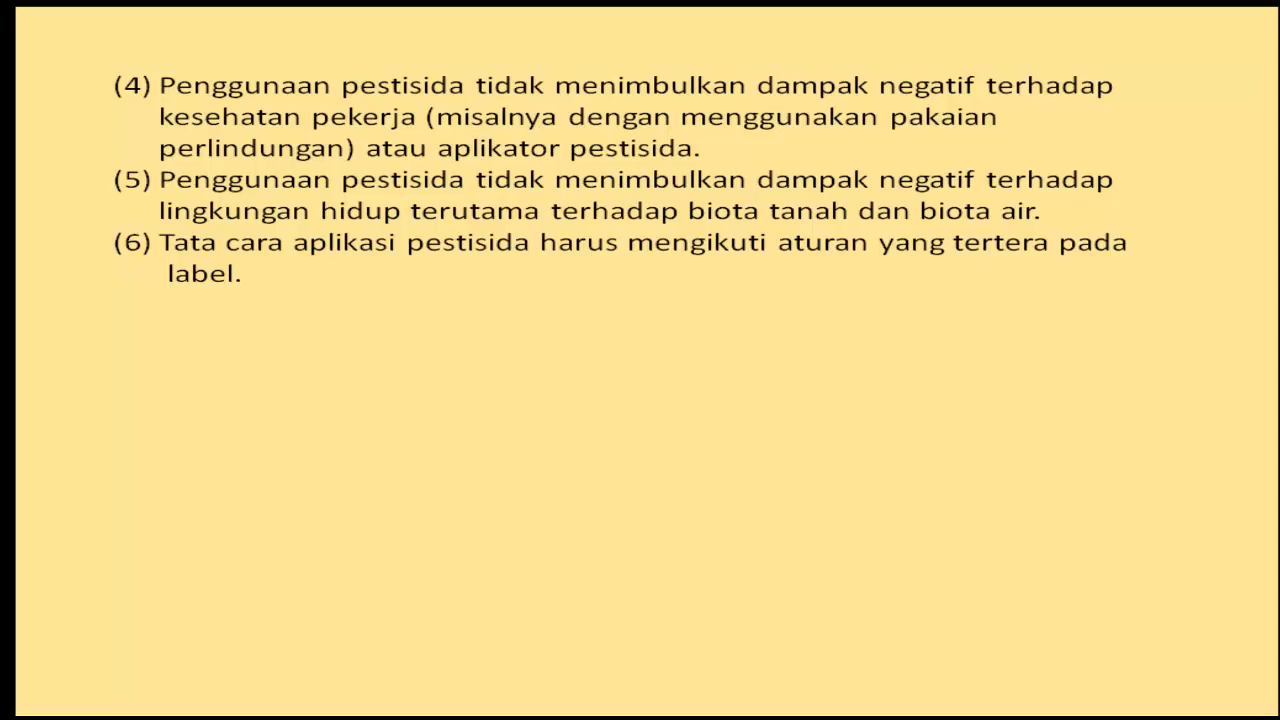 (4) Penggunaan pestisida tidak menimbulkan dampak negatif terhadap
kesehatan pekerja (misalnya dengan menggunakan pakaian
perlindungan) atau aplikator pestisida.
(5) Penggunaan pestisida tidak menimbulkan dampak negatif terhadap
lingkungan hidup terutama terhadap biota tanah dan biota air.
(6) Tata cara aplikasi pestisida harus mengikuti aturan yang tertera pada
label.